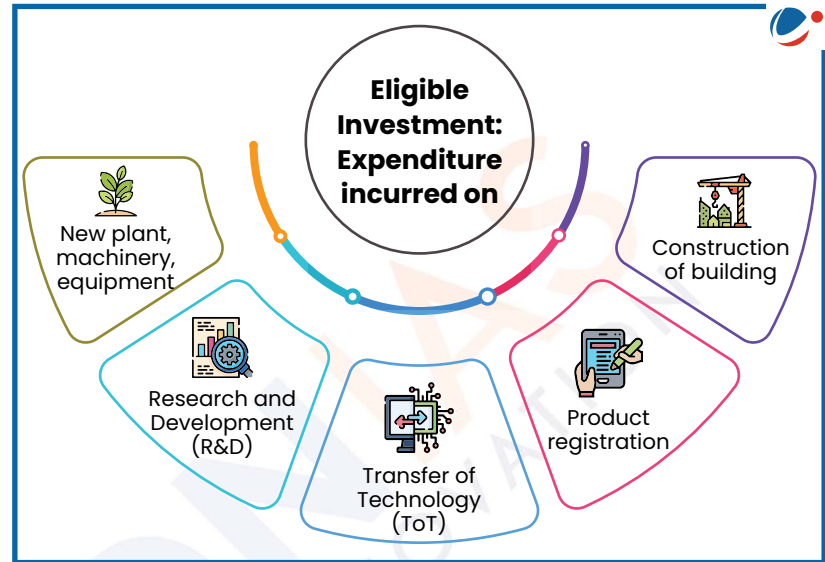 Eligible
Investment:
Expenditure
incurred on
New plant,
machinery,
equipment
Research and
Development
(R&D)
Transfer of
Technology
(ToT)
Product
registration
Construction
of building